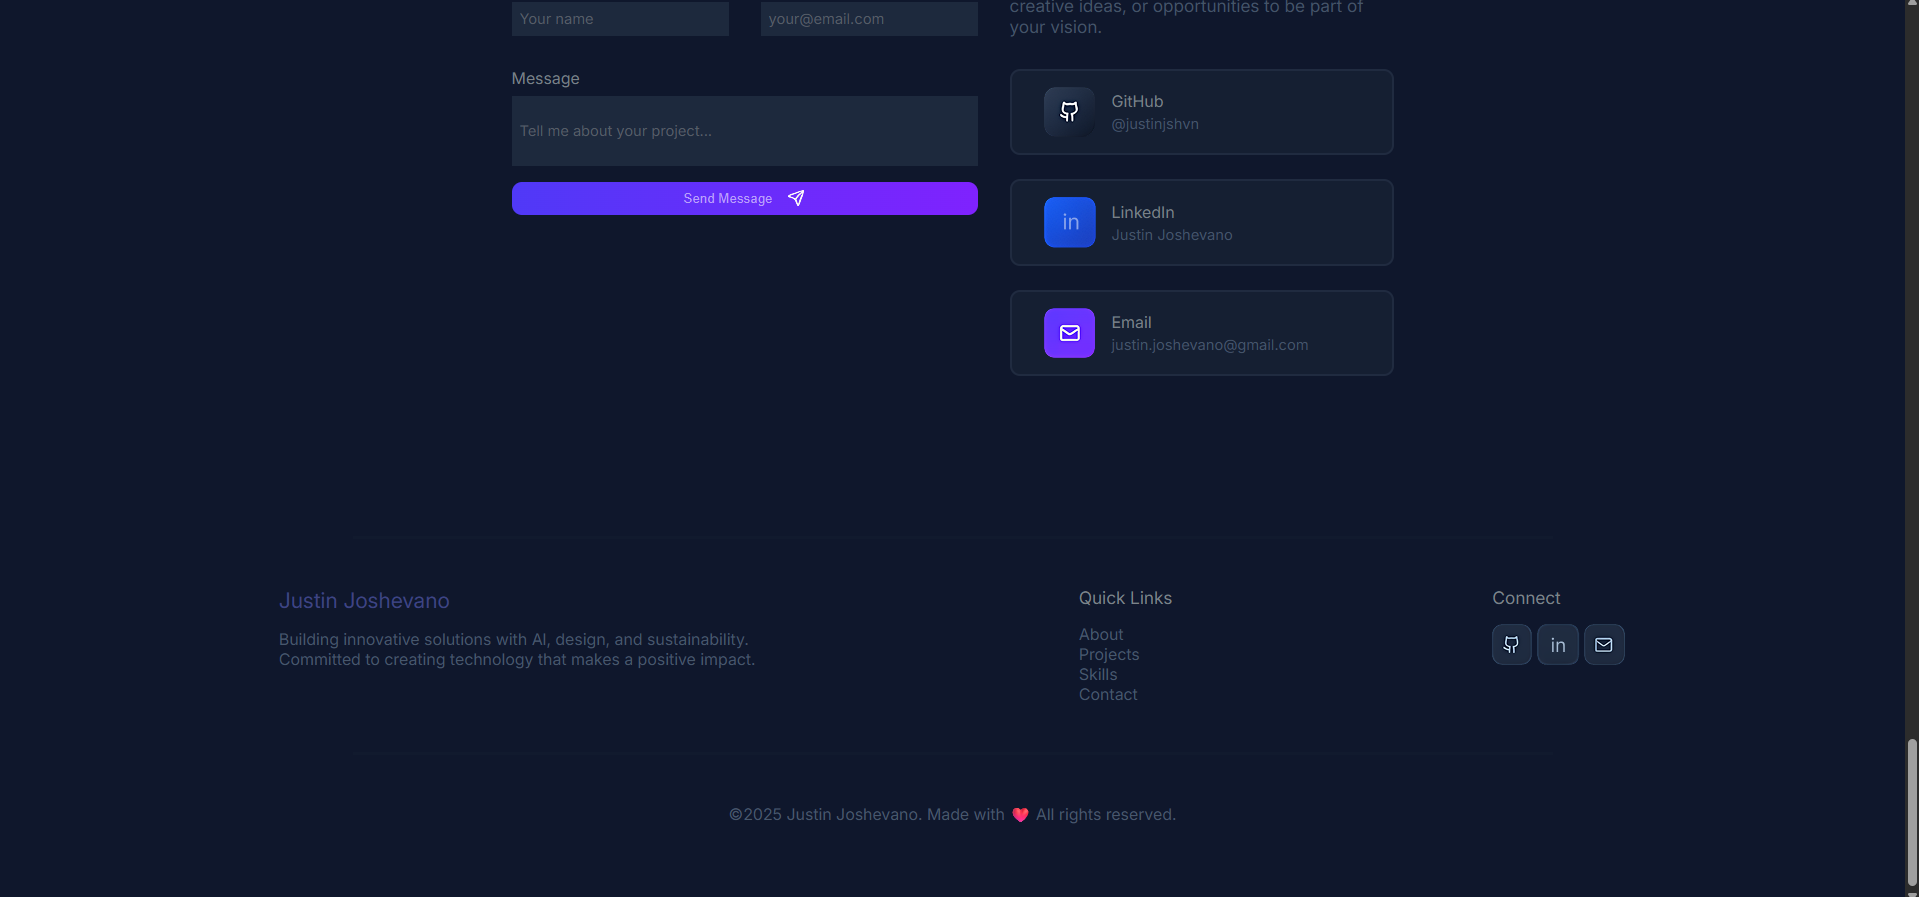 Your name
your@email.com
Message
Tell me about your project...
Send Message
creative ideas, or opportunities to be part of
your vision.
GitHub
@justinjshvn
in
LinkedIn
Justin Joshevano
Email
justin.joshevano@gmail.com
Justin Joshevano
Building innovative solutions with AI, design, and sustainability.
Committed to creating technology that makes a positive impact.
Quick Links
About
Projects
Skills
Contact
Connect
in
©2025 Justin Joshevano. Made with ❤️ All rights reserved.